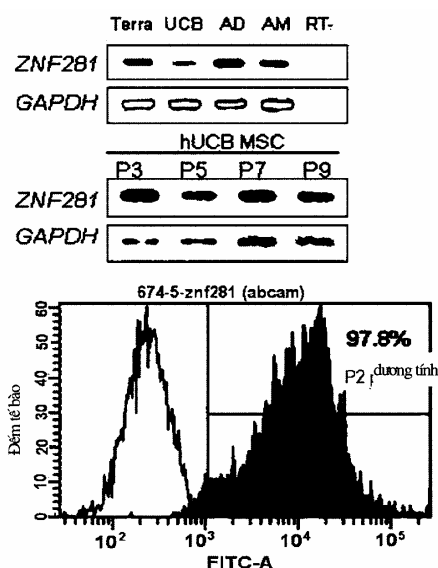 Terra UCB AD AM RT-
ZNF281
GAPDH
hUCB MSC
P3 P5 P7 P9
ZNF281
GAPDH
674-5-znf281 (abcam)
97.8%
P2 dương tính
Đếm tế bào
60
50
40
30
20
10
0
10² 10³ 10⁴ 10⁵
FITC-A